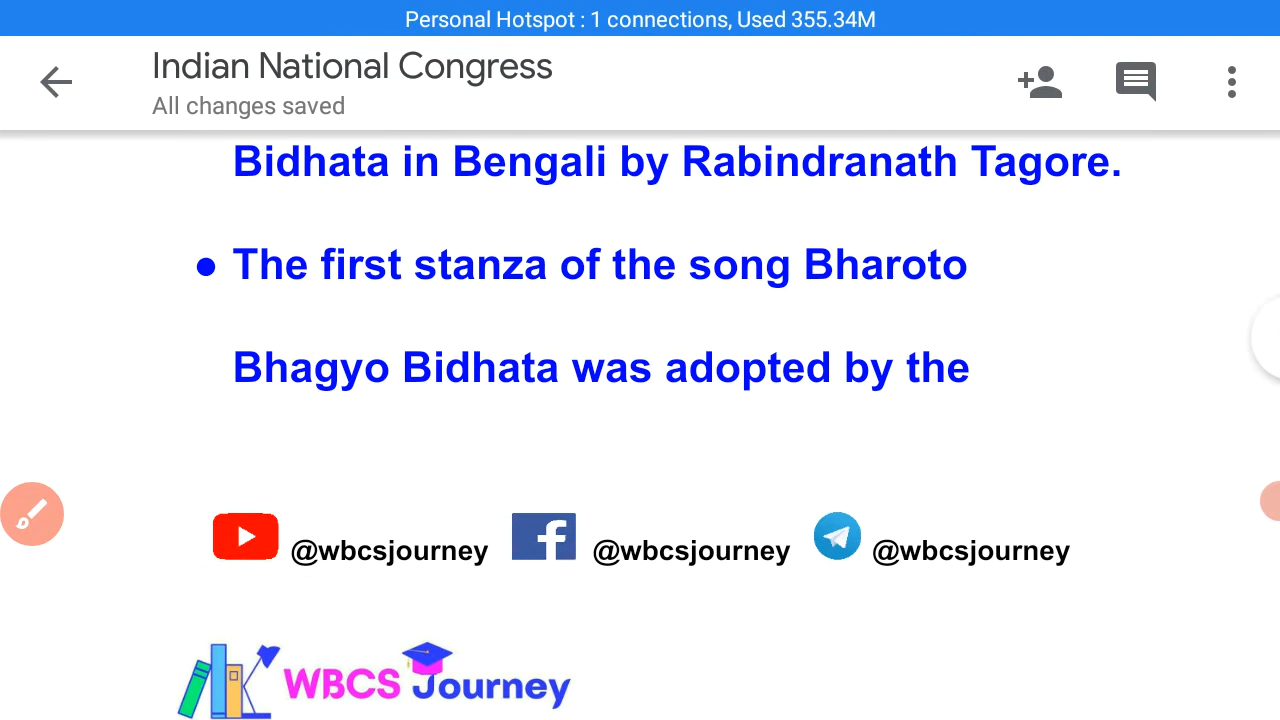 Personal Hotspot : 1 connections, Used 355.34M
Indian National Congress
All changes saved
Bidhata in Bengali by Rabindranath Tagore.
● The first stanza of the song Bharoto
Bhagyo Bidhata was adopted by the
@wbcsjourney @wbcsjourney @wbcsjourney
WBCS Journey